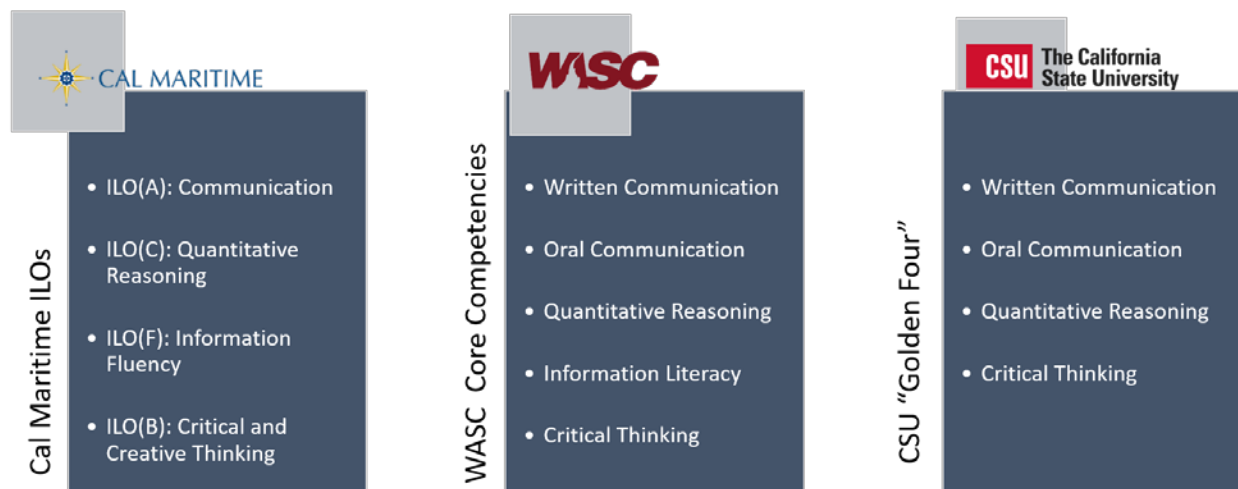 CAL MARITIME
Cal Maritime ILOs
• ILO(A): Communication
• ILO(C): Quantitative
Reasoning
• ILO(F): Information
Fluency
• ILO(B): Critical and
Creative Thinking
WASC
WASC Core Competencies
• Written Communication
• Oral Communication
• Quantitative Reasoning
• Information Literacy
• Critical Thinking
CSU
The California
State University
CSU “Golden Four”
• Written Communication
• Oral Communication
• Quantitative Reasoning
• Critical Thinking